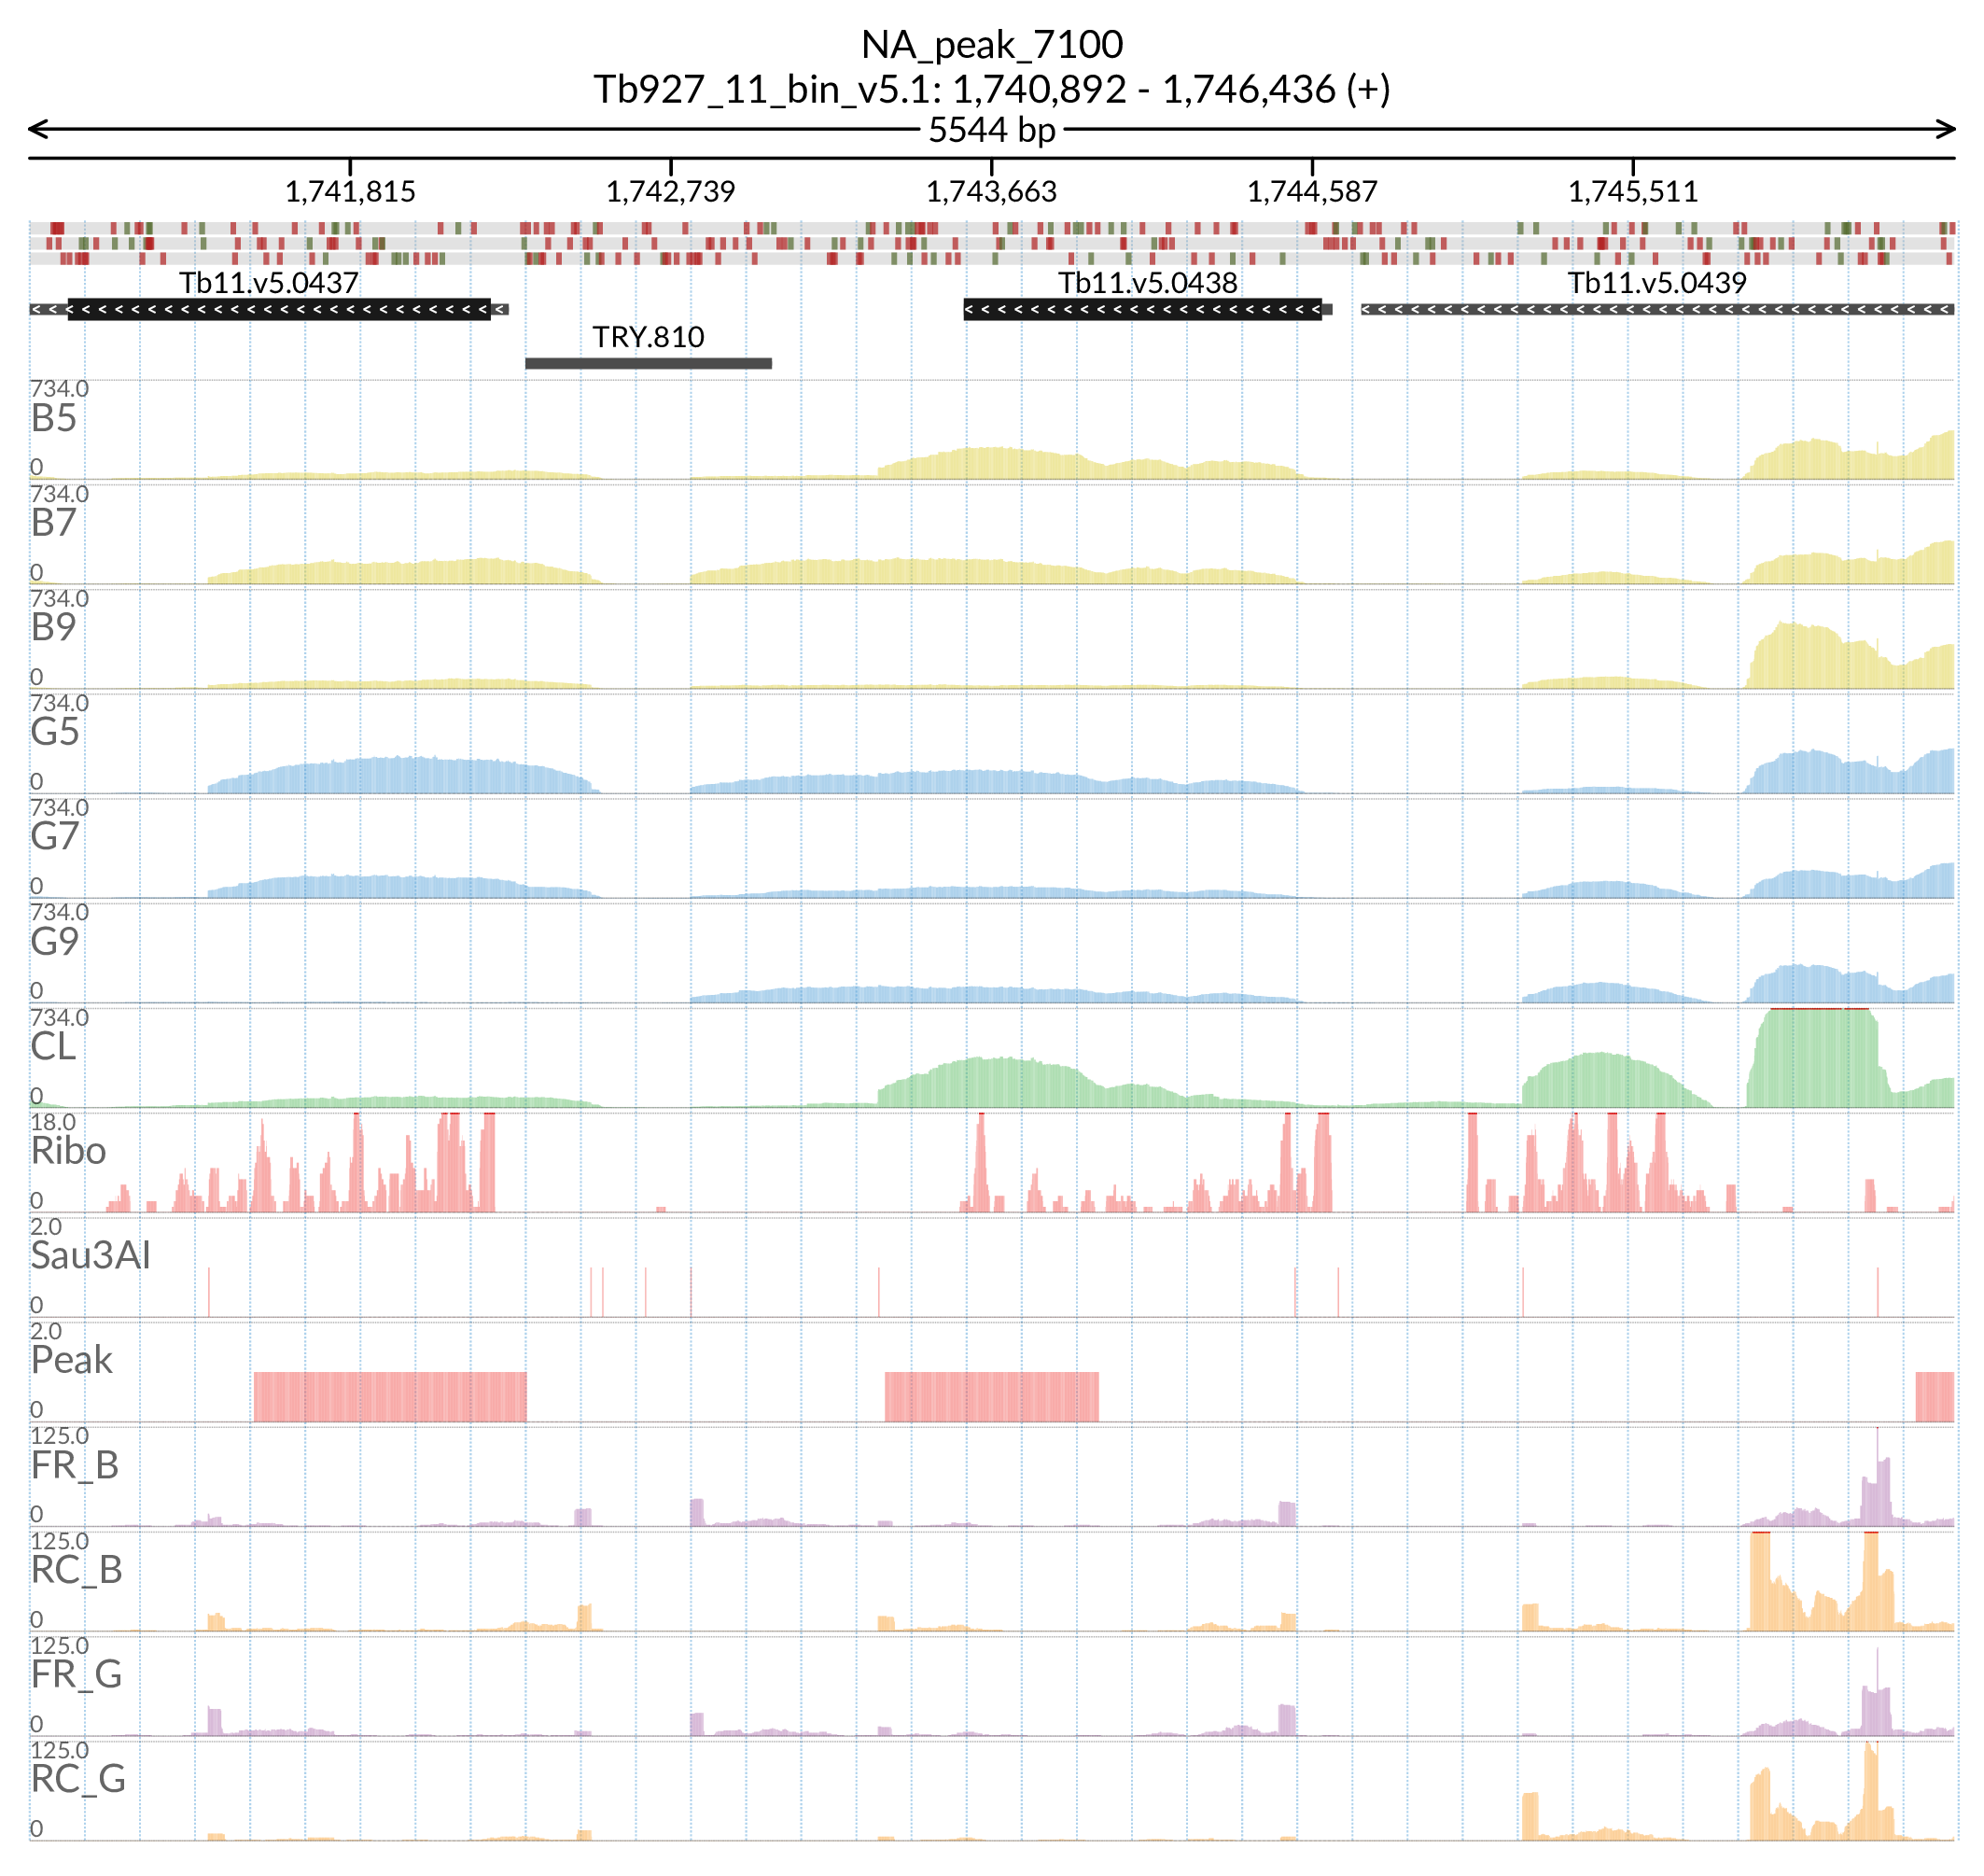 NA_peak_7100
Tb927_11_bin_v5.1: 1,740,892 - 1,746,436 (+)
5544 bp
1,741,815 1,742,739 1,743,663 1,744,587 1,745,511
Tb11.v5.0437 Tb11.v5.0438 Tb11.v5.0439
TRY.810
734.0
B5
0
734.0
B7
0
734.0
B9
0
734.0
G5
0
734.0
G7
0
734.0
G9
0
734.0
CL
0
18.0
Ribo
0
2.0
Sau3AI
0
2.0
Peak
0
125.0
FR_B
0
125.0
RC_B
0
125.0
FR_G
0
125.0
RC_G
0